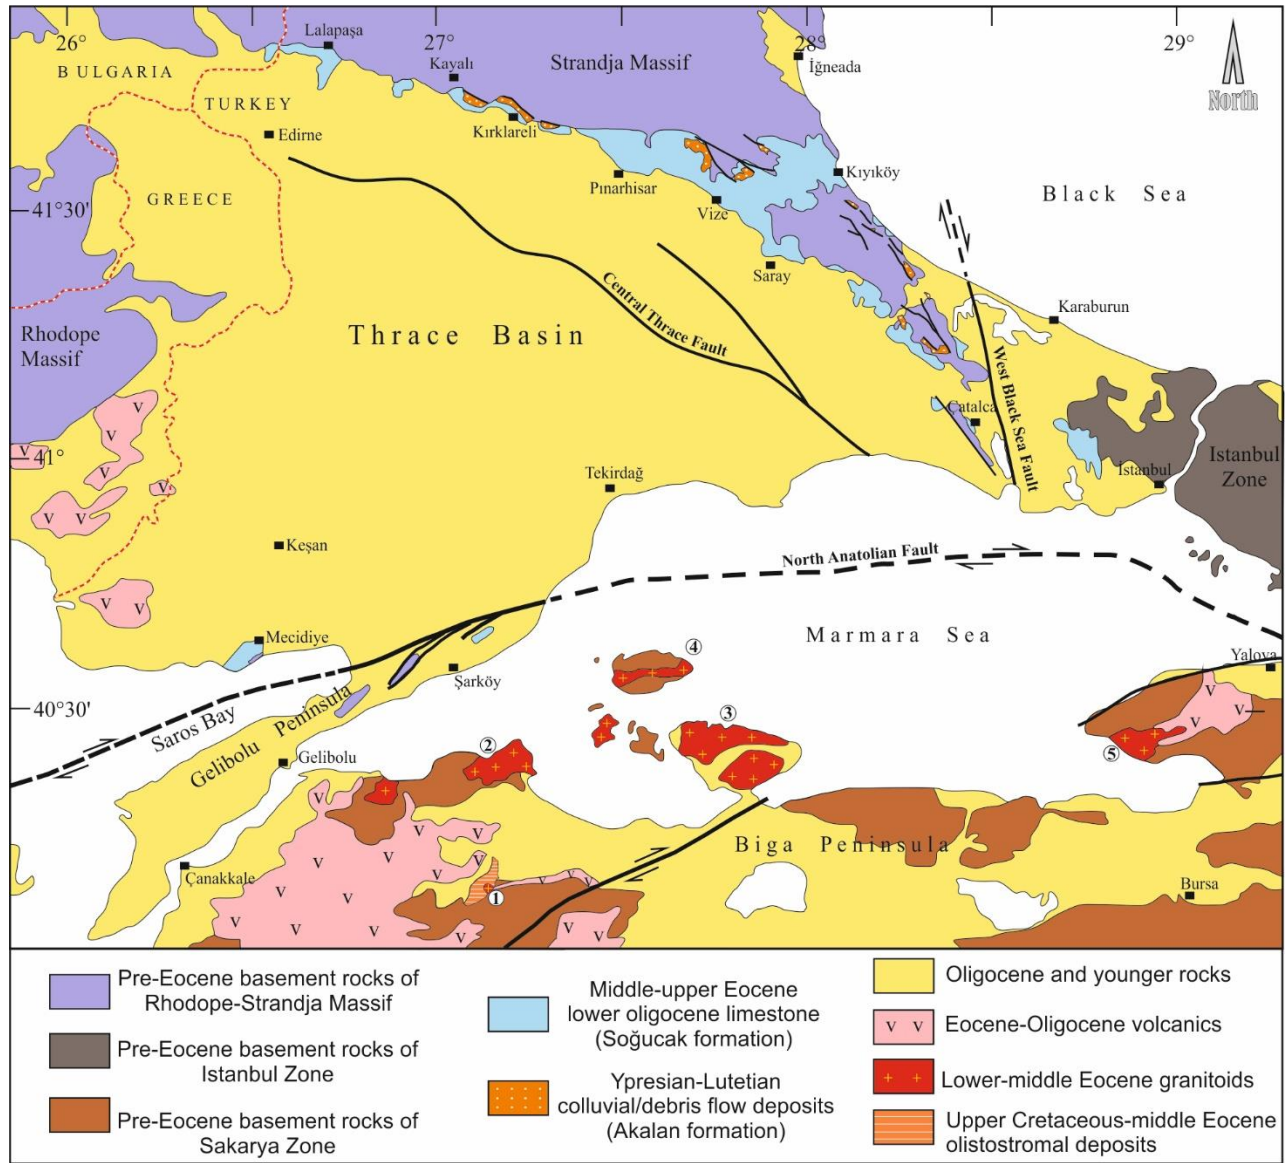 26°
27°
28°
29°
Lalapaşa
BULGARIA
Kayalı
Strandja Massif
İğneada
North
TURKEY
Edirne
Kırklareli
GREECE
Pınarhisar
Kıyıköy
Vize
Black Sea
41°30'
Saray
Karaburun
Rhodope
Massif
Thrace Basin
Central Thrace Fault
West Black Sea Fault
Çatalca
41°
Tekirdağ
İstanbul
Istanbul
Zone
Keşan
North Anatolian Fault
Mecidiye
Marmara Sea
Yalova
Şarköy
40°30'
Saros Bay
Gelibolu Peninsula
Gelibolu
4
3
2
5
1
Biga Peninsula
Çanakkale
Bursa
v v v v v v v v v v v v v v v v v v v v v v v v v v v v
Pre-Eocene basement rocks of
Rhodope-Strandja Massif
Pre-Eocene basement rocks of
Istanbul Zone
Pre-Eocene basement rocks of
Sakarya Zone
Middle-upper Eocene
lower oligocene limestone
(Soğucak formation)
Ypresian-Lutetian
colluvial/debris flow deposits
(Akalan formation)
Oligocene and younger rocks
v v
Eocene-Oligocene volcanics
Lower-middle Eocene granitoids
Upper Cretaceous-middle Eocene
olistostromal deposits